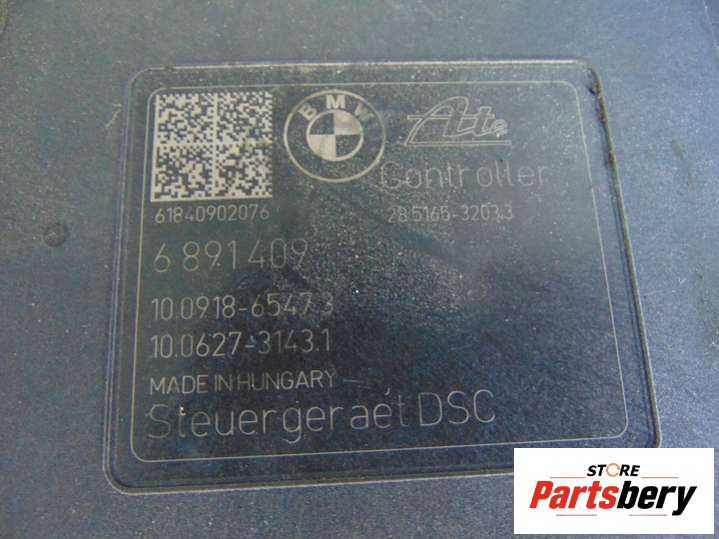 BMW
Ate
Controller
61840902076
28.5165-3203.3
6 891 409
10.0918-6547.3
10.0627-3143.1
MADE IN HUNGARY
Steuergeraet DSC
STORE
Partsbery